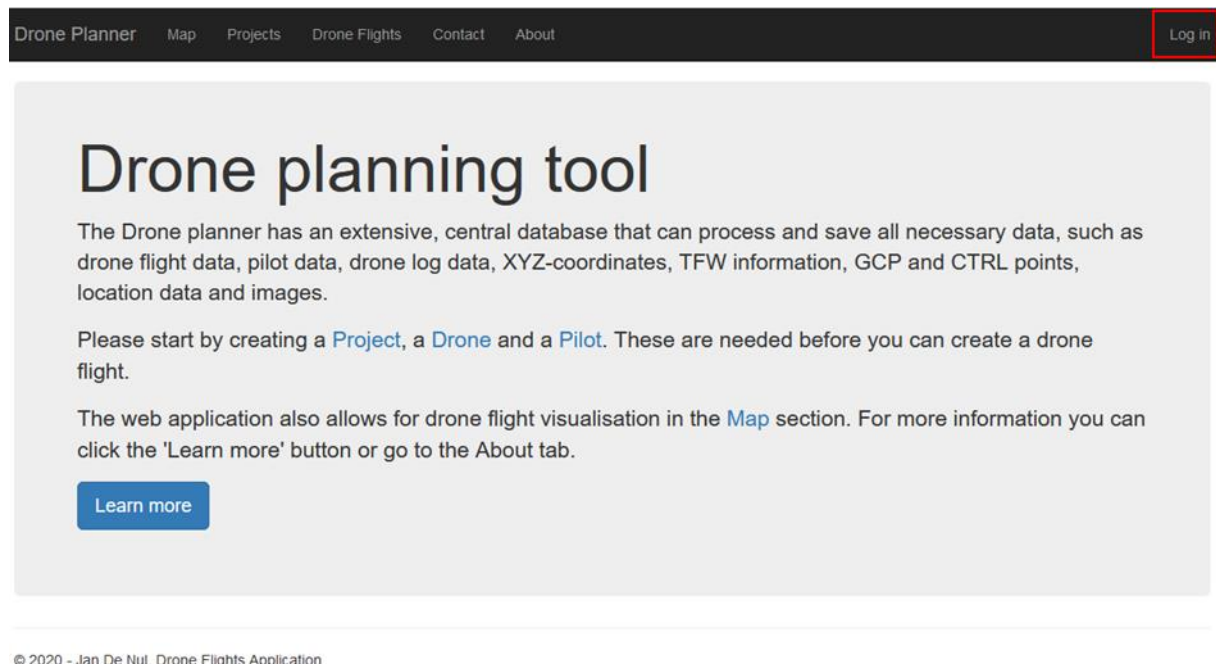 Drone Planner Map Projects Drone Flights Contact About Log in
Drone planning tool
The Drone planner has an extensive, central database that can process and save all necessary data, such as
drone flight data, pilot data, drone log data, XYZ-coordinates, TFW information, GCP and CTRL points,
location data and images.
Please start by creating a Project, a Drone and a Pilot. These are needed before you can create a drone
flight.
The web application also allows for drone flight visualisation in the Map section. For more information you can
click the 'Learn more' button or go to the About tab.
Learn more
© 2020 - Jan De Nul, Drone Flights Application